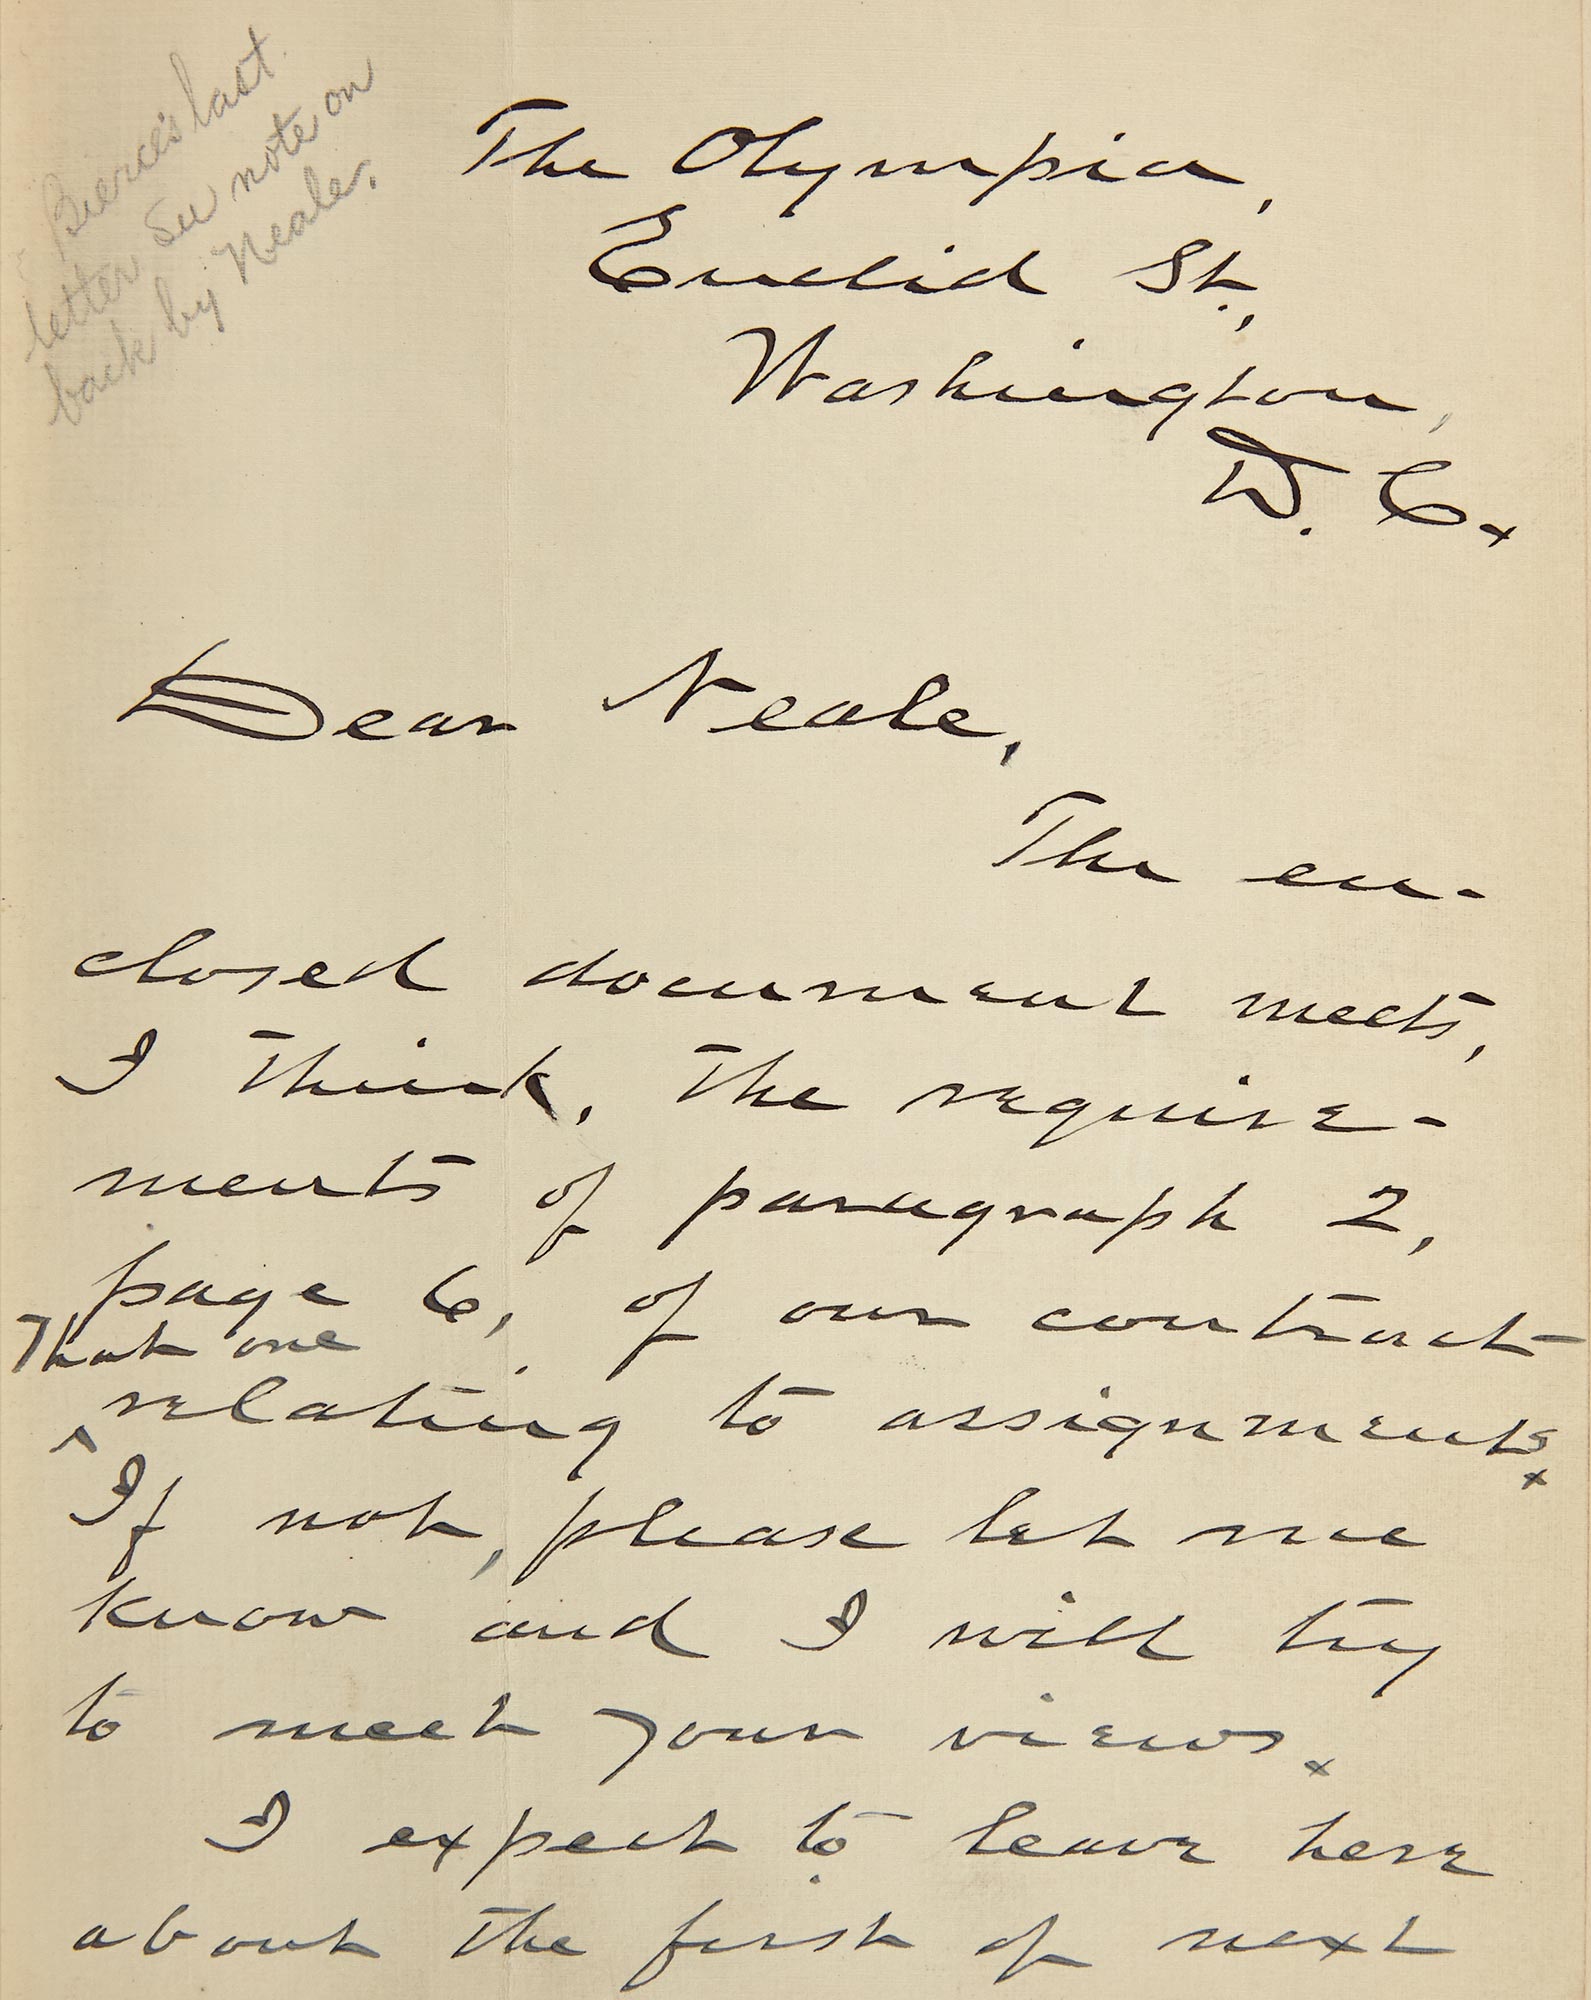 Bierce's last
letter See note on
back by Neale.
The Olympia,
Euclid St.,
Washington,
D. C.
Dear Neale,
The en-
closed document meets,
I think, the require-
ments of paragraph 2,
page 6, of our contract
That one
^ relating to assignments.
If not, please let me
know and I will try
to meet your views.
I expect to leave here
about the first of next